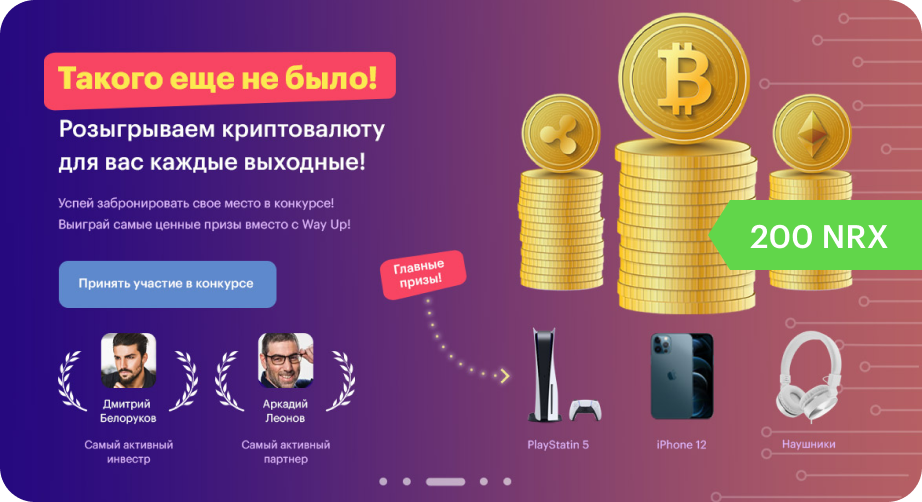 Такого еще не было!
Розыгрываем криптовалюту
для вас каждые выходные!
Успей забронировать свое место в конкурсе!
Выиграй самые ценные призы вместо с Way Up!
Принять участие в конкурсе
Главные
призы!
200 NRX
Дмитрий
Белоруков
Самый активный
инвестр
Аркадий
Леонов
Самый активный
партнер
PlayStatin 5
iPhone 12
Наушники